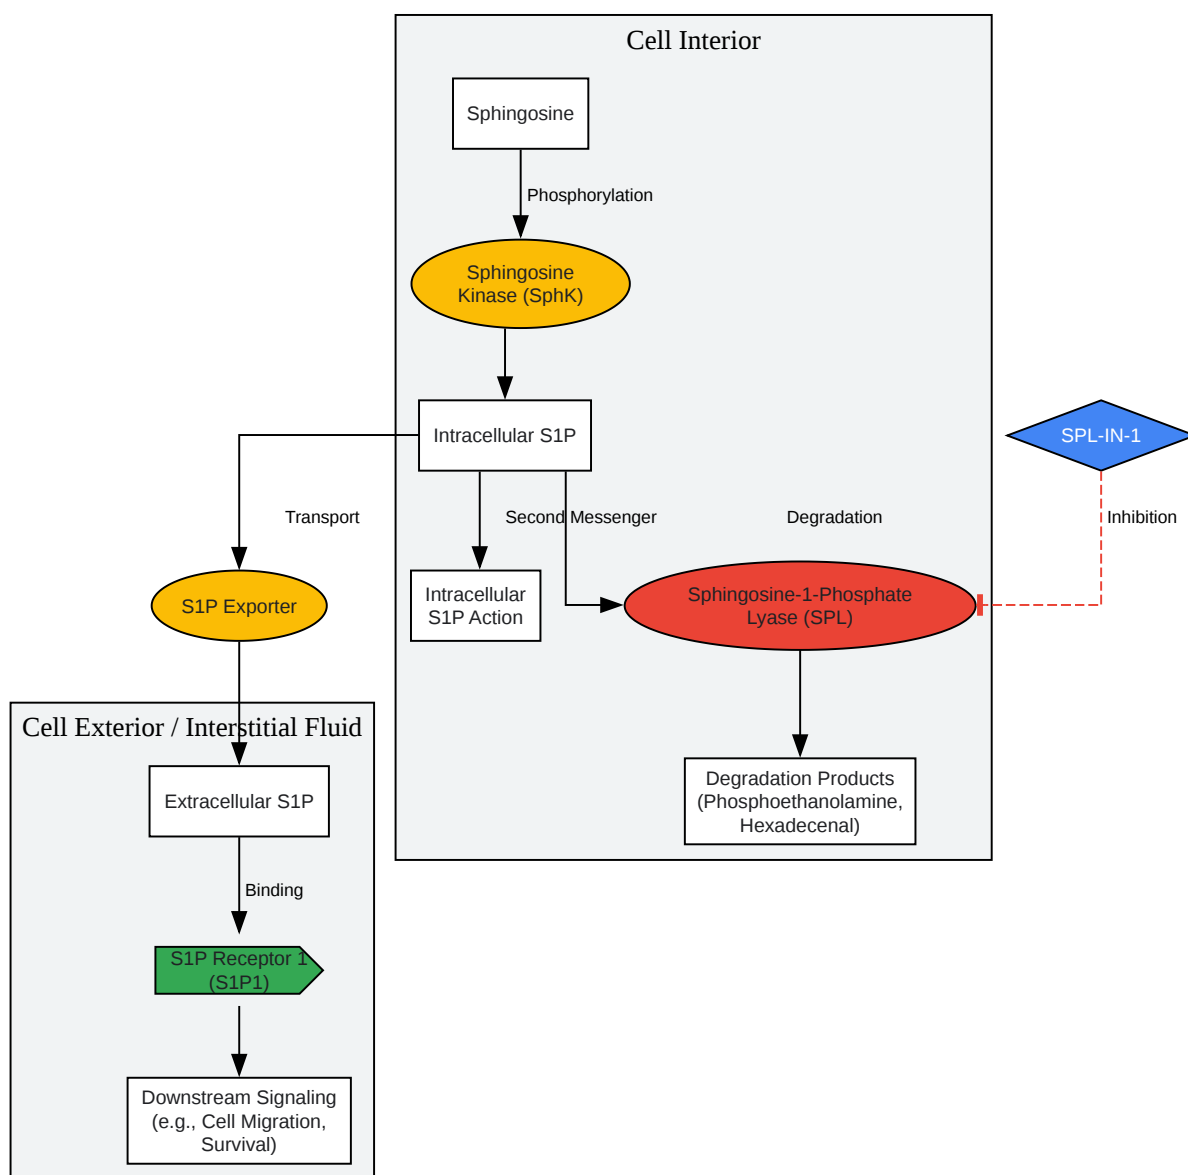 Cell Interior
Sphingosine
Phosphorylation
Sphingosine
Kinase (SphK)
Intracellular S1P
SPL-IN-1
Transport
Second Messenger
Degradation
Inhibition
S1P Exporter
Intracellular
S1P Action
Sphingosine-1-Phosphate
Lyase (SPL)
Cell Exterior / Interstitial Fluid
Extracellular S1P
Degradation Products
(Phosphoethanolamine,
Hexadecenal)
Binding
S1P Receptor 1
(S1P1)
Downstream Signaling
(e.g., Cell Migration,
Survival)